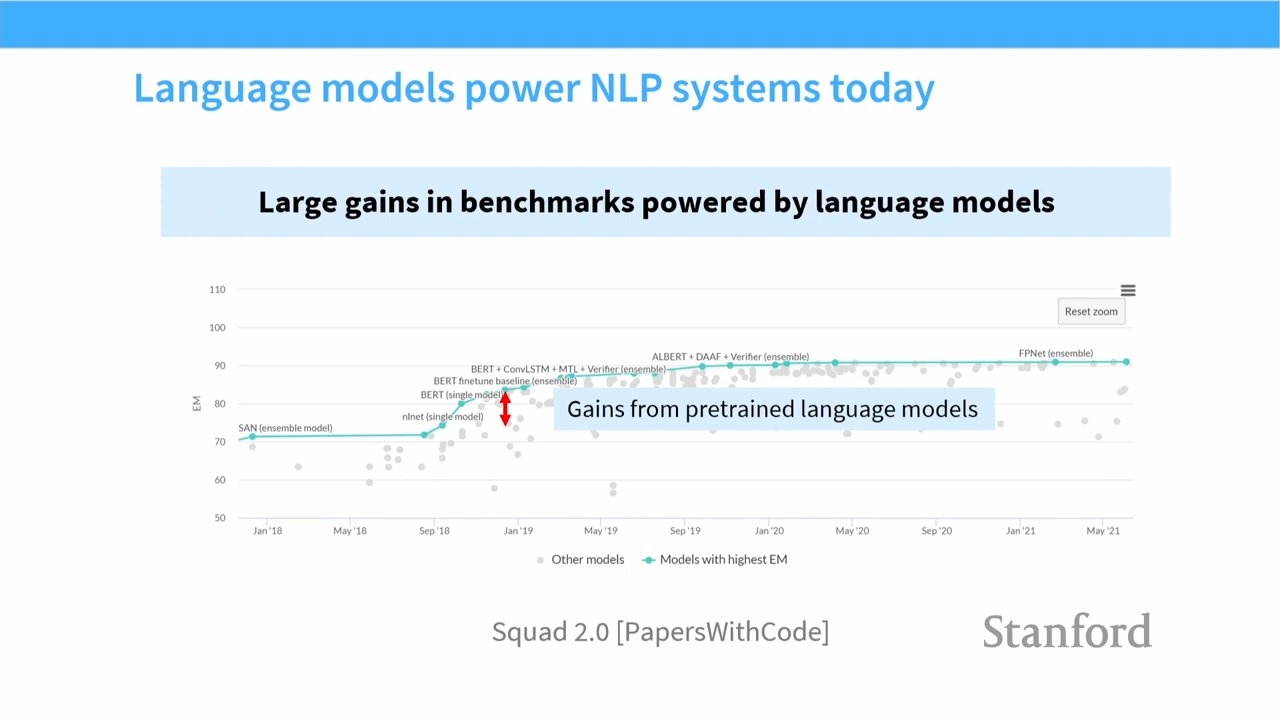 Language models power NLP systems today
Large gains in benchmarks powered by language models
110
100
90
80
70
60
50
EM
Reset zoom
SAN (ensemble model)
nlnet (single model)
BERT (single model)
BERT finetune baseline (ensemble)
BERT + ConvLSTM + MTL + Verifier (ensemble)
ALBERT + DAAF + Verifier (ensemble)
FPNet (ensemble)
Gains from pretrained language models
Jan '18 May '18 Sep '18 Jan '19 May '19 Sep '19 Jan '20 May '20 Sep '20 Jan '21 May '21
Other models Models with highest EM
Squad 2.0 [PapersWithCode]
Stanford